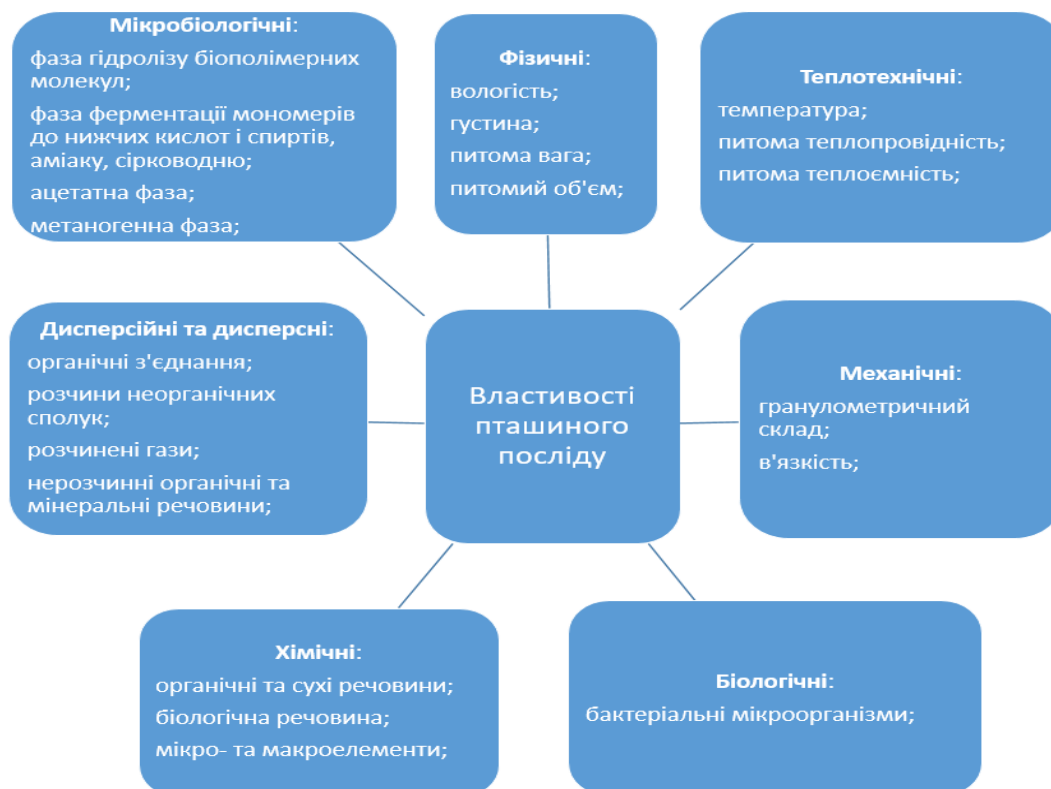 Мікробіологічні:
фаза гідролізу біополімерних
молекул;
фаза ферментації мономерів
до нижчих кислот і спиртів,
аміаку, сірководню;
ацетатна фаза;
метаногенна фаза;
Фізичні:
вологість;
густина;
питома вага;
питомий об'єм;
Теплотехнічні:
температура;
питома теплопровідність;
питома теплоємність;
Дисперсійні та дисперсні:
органічні з'єднання;
розчини неорганічних
сполук;
розчинені гази;
нерозчинні органічні та
мінеральні речовини;
Властивості
пташиного
посліду
Механічні:
гранулометричний
склад;
в'язкість;
Хімічні:
органічні та сухі речовини;
біологічна речовина;
мікро- та макроелементи;
Біологічні:
бактеріальні мікроорганізми;